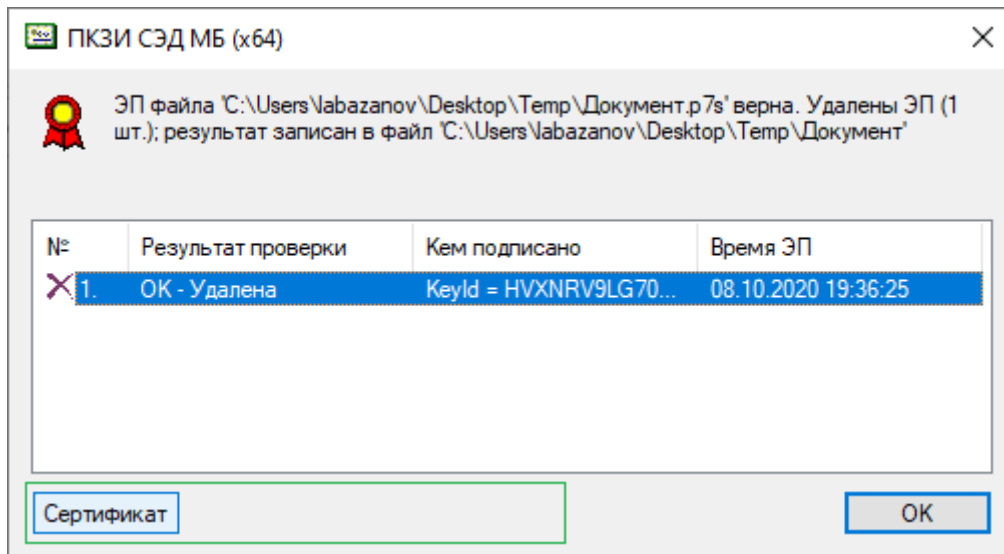 ПКЗИ СЭД МБ (x64)
ЭП файла 'C:\Users\labazanov\Desktop\Temp\Документ.p7s' верна. Удалены ЭП (1
шт.); результат записан в файл 'C:\Users\labazanov\Desktop\Temp\Документ'
№ Результат проверки Кем подписано Время ЭП
1. ОК - Удалена KeyId = HVXNRV9LG70... 08.10.2020 19:36:25
Сертификат OK